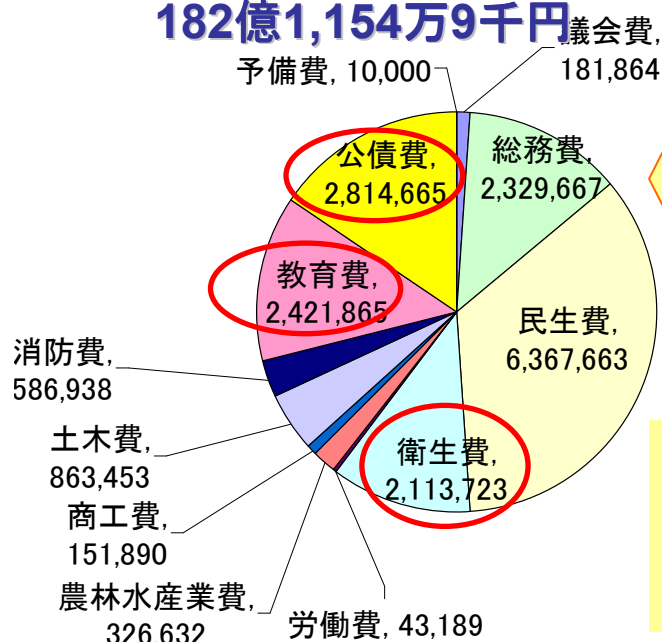 182億1,154万9千円
議会費,
181,864
予備費, 10,000
総務費,
2,329,667
公債費,
2,814,665
教育費,
2,421,865
民生費,
6,367,663
消防費,
586,938
衛生費,
2,113,723
土木費,
863,453
商工費,
151,890
農林水産業費,
326,632
労働費, 43,189